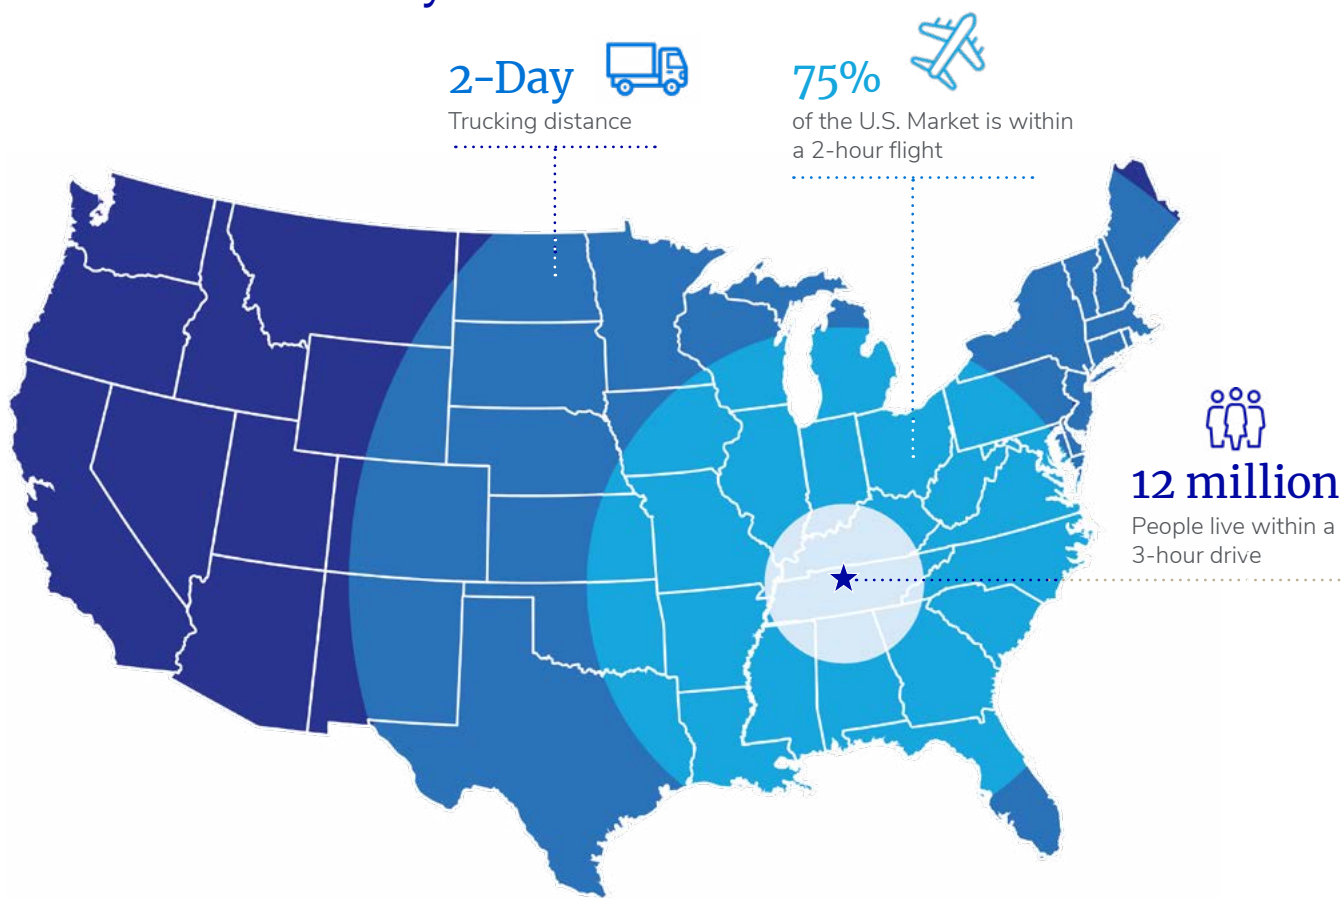 2-Day
Trucking distance
75%
of the U.S. Market is within
a 2-hour flight
12 million
People live within a
3-hour drive